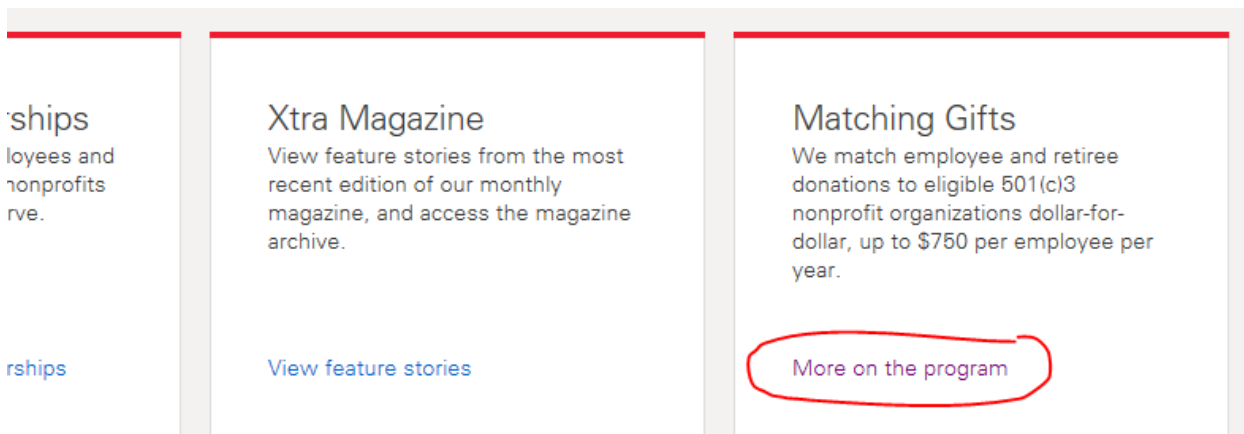 rships
loyees and
nonprofits
rve.
rships
Xtra Magazine
View feature stories from the most
recent edition of our monthly
magazine, and access the magazine
archive.
View feature stories
Matching Gifts
We match employee and retiree
donations to eligible 501(c)3
nonprofit organizations dollar-for-
dollar, up to $750 per employee per
year.
More on the program